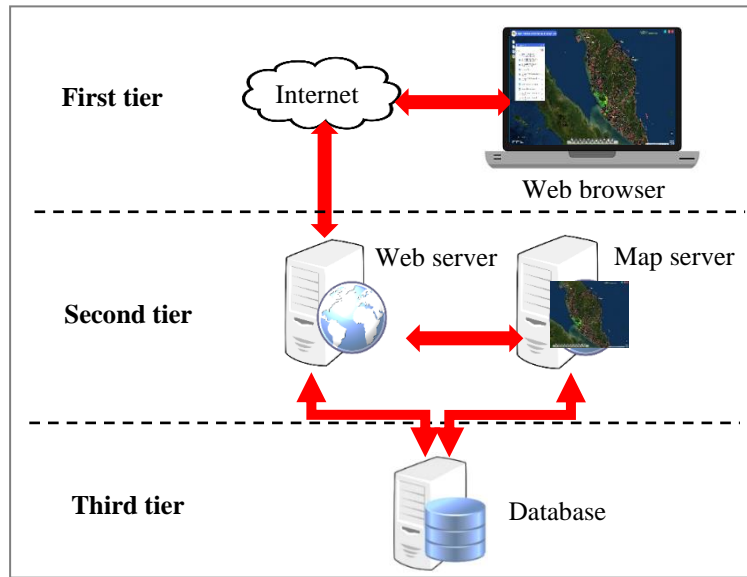 First tier
Internet
Web browser
Web server
Map server
Second tier
Third tier
Database